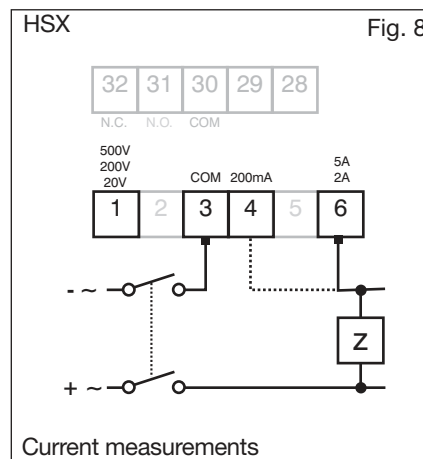 HSX Fig. 8
32 31 30 29 28
N.C. N.O. COM
500V
200V 5A
20V COM 200mA 2A
1 2 3 4 5 6
- ~
Z
+ ~
Current measurements